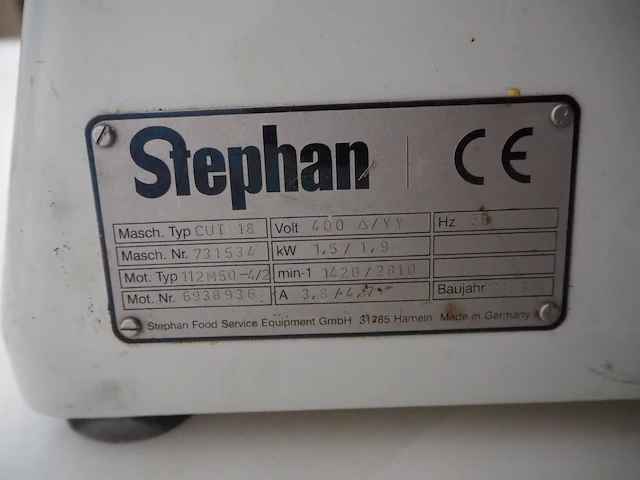 Stephan CE
Masch. Typ CUT 18 Volt 400 Δ/YY Hz
Masch. Nr. 731534 kW 1,5 / 1,9
Mot. Typ 112M50-4/2 min-1 1420/2810
Mot. Nr. 6938936 A Baujahr
Stephan Food Service Equipment GmbH 31785 Hameln Made in Germany